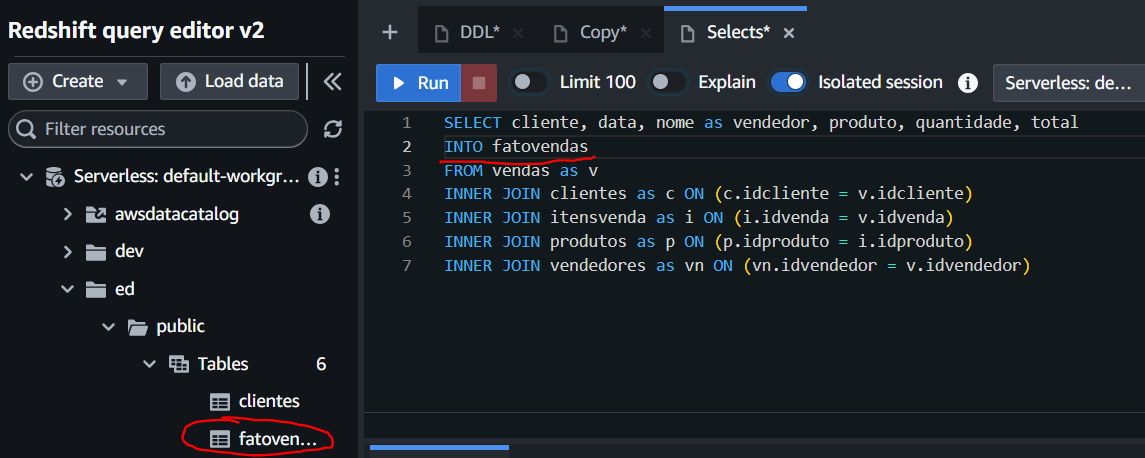 Redshift query editor v2
Create
Load data
Filter resources
Serverless: default-workgr...
awsdatacatalog
dev
ed
public
Tables 6
clientes
fatoven...
DDL*
Copy*
Selects*
Run
Limit 100
Explain
Isolated session
Serverless: de...
1 SELECT cliente, data, nome as vendedor, produto, quantidade, total
2 INTO fatovendas
3 FROM vendas as v
4 INNER JOIN clientes as c ON (c.idcliente = v.idcliente)
5 INNER JOIN itensvenda as i ON (i.idvenda = v.idvenda)
6 INNER JOIN produtos as p ON (p.idproduto = i.idproduto)
7 INNER JOIN vendedores as vn ON (vn.idvendedor = v.idvendedor)